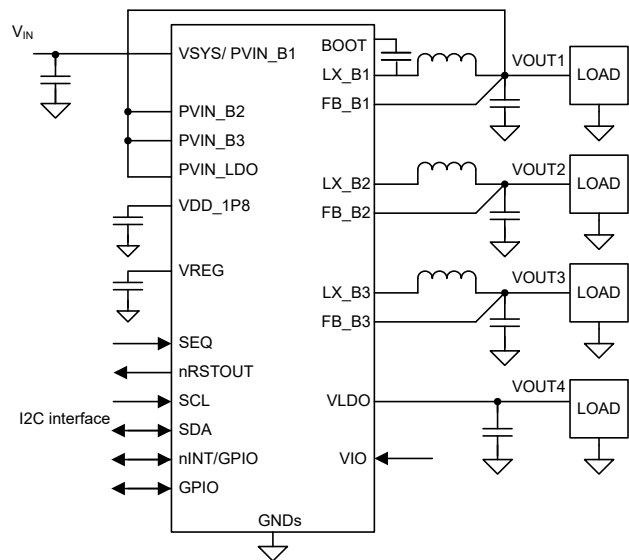 V_IN
VSYS/ PVIN_B1
PVIN_B2
PVIN_B3
PVIN_LDO
VDD_1P8
VREG
SEQ
nRSTOUT
SCL
I2C interface
SDA
nINT/GPIO
GPIO
GNDs
BOOT
LX_B1
FB_B1
LX_B2
FB_B2
LX_B3
FB_B3
VLDO
VIO
VOUT1
LOAD
VOUT2
LOAD
VOUT3
LOAD
VOUT4
LOAD